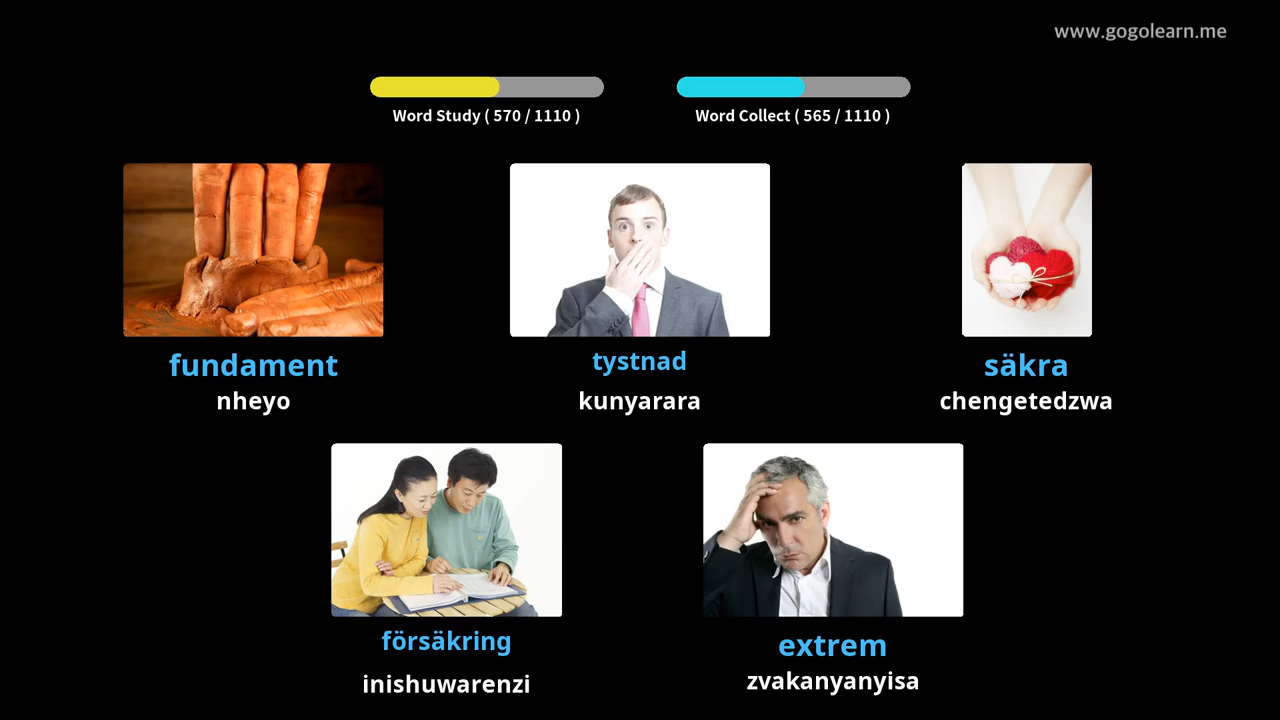 www.gogolearn.me
Word Study ( 570 / 1110 )
Word Collect ( 565 / 1110 )
fundament
nheyo
tystnad
kunyarara
säkra
chengetedzwa
försäkring
inishuwarenzi
extrem
zvakanyanyisa